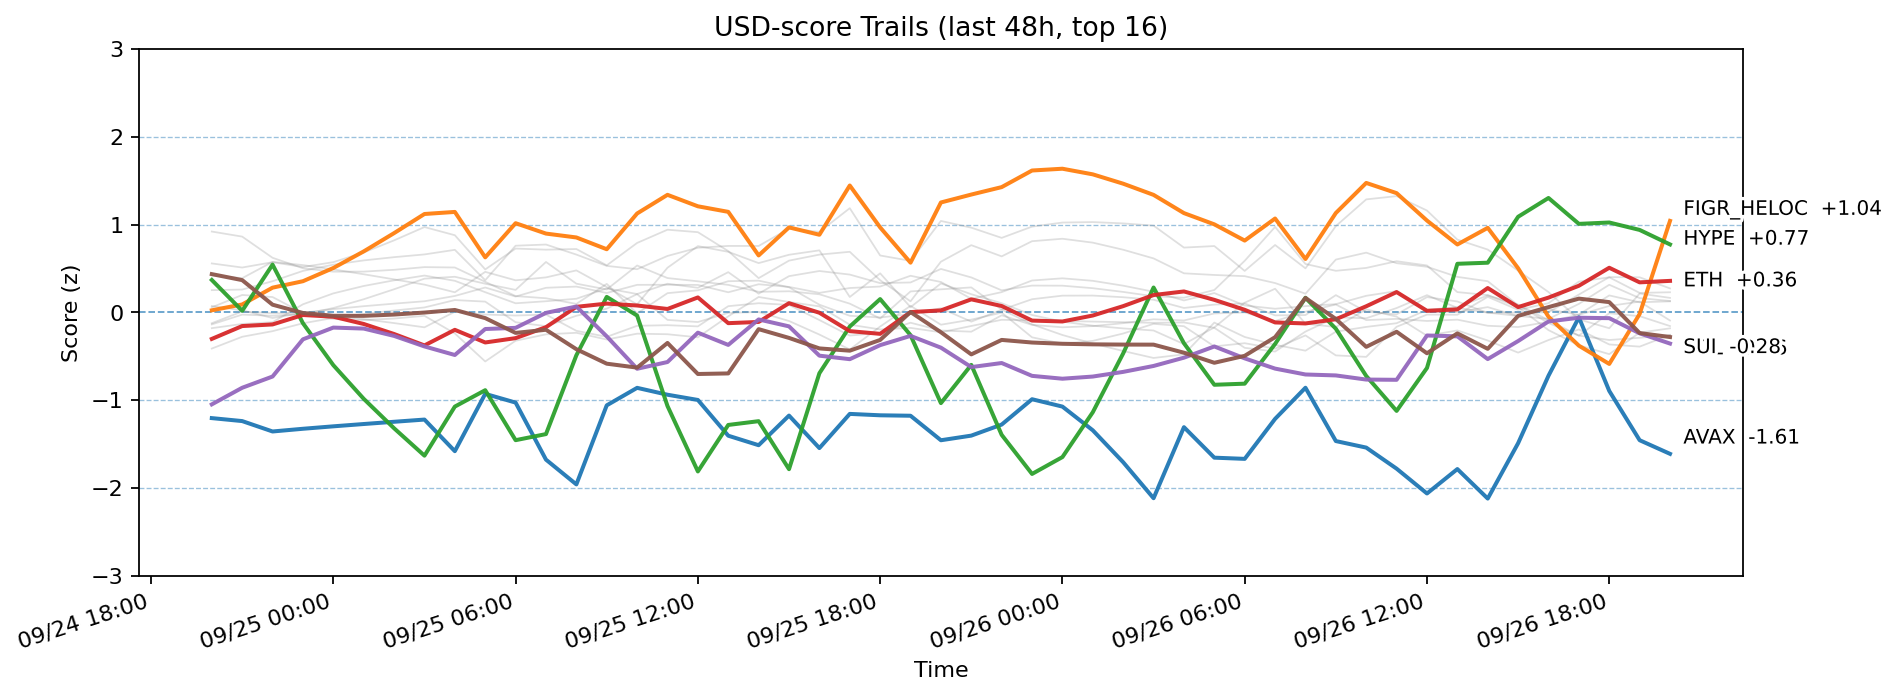 USD-score Trails (last 48h, top 16)
3
2
1
0
−1
−2
−3
Score (z)
FIGR_HELOC +1.04
HYPE +0.77
ETH +0.36
SUI -0.28
AVAX -1.61
09/24 18:00
09/25 00:00
09/25 06:00
09/25 12:00
09/25 18:00
09/26 00:00
09/26 06:00
09/26 12:00
09/26 18:00
Time